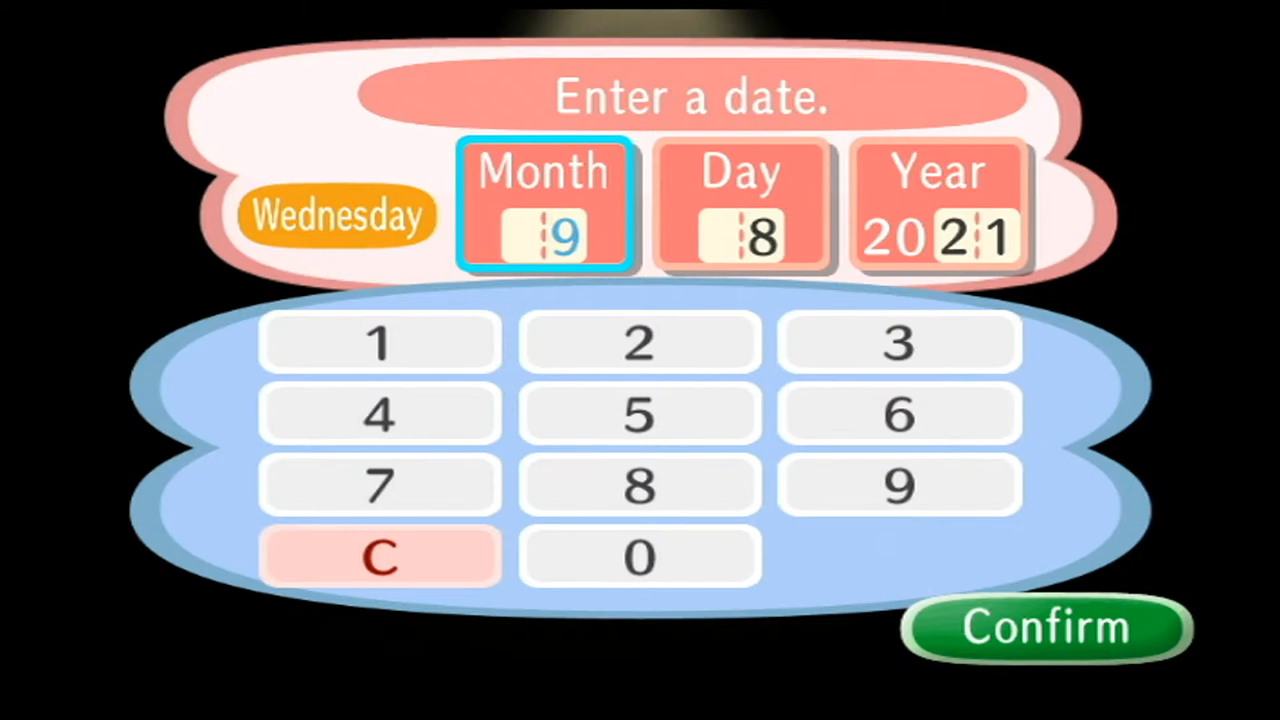 Enter a date.
Month Day Year
Wednesday 9 8 2021
1 2 3
4 5 6
7 8 9
C 0
Confirm